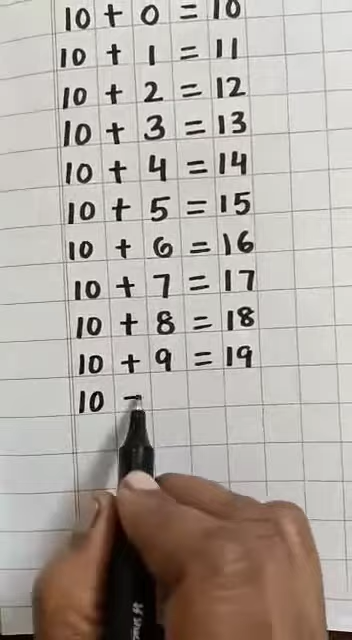 10 + 0 = 10
10 + 1 = 11
10 + 2 = 12
10 + 3 = 13
10 + 4 = 14
10 + 5 = 15
10 + 6 = 16
10 + 7 = 17
10 + 8 = 18
10 + 9 = 19
10 -